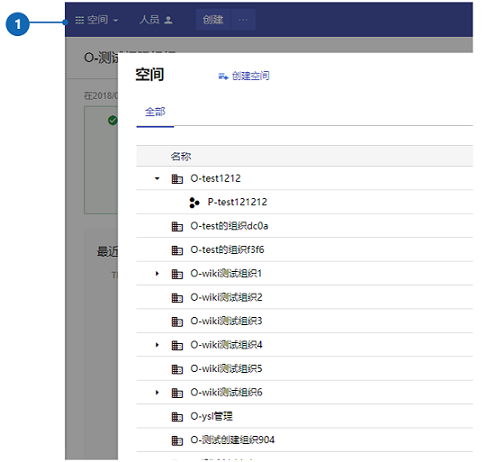 1
空间 人员 创建 ...
O-测试
在2018/0
空间 创建空间
全部
名称
O-test1212
P-test121212
O-test的组织dc0a
O-test的组织f3f6
O-wiki测试组织1
最近
O-wiki测试组织2
O-wiki测试组织3
O-wiki测试组织4
O-wiki测试组织5
O-wiki测试组织6
O-ysl管理
O-测试创建组织904